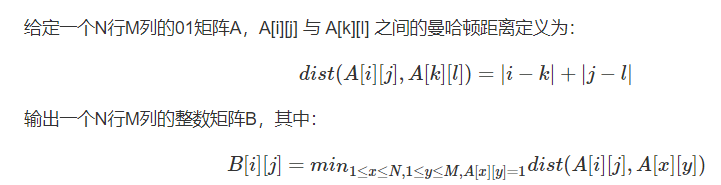 给定一个N行M列的01矩阵A，A[i][j] 与 A[k][l] 之间的曼哈顿距离定义为：
dist(A[i][j], A[k][l]) = |i − k| + |j − l|
输出一个N行M列的整数矩阵B，其中：
B[i][j] = min₁≤x≤N,1≤y≤M,A[x][y]=1 dist(A[i][j], A[x][y])